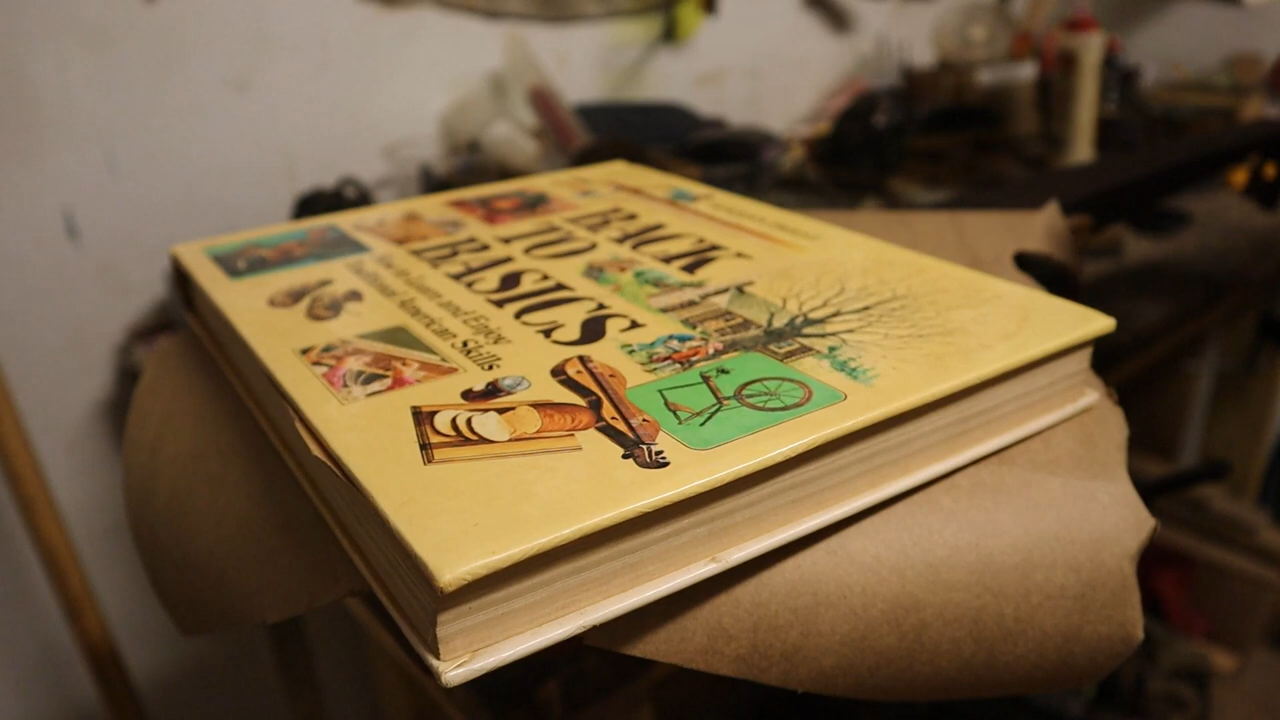 BACK
TO
BASICS
How to Learn and Enjoy
Traditional American Skills